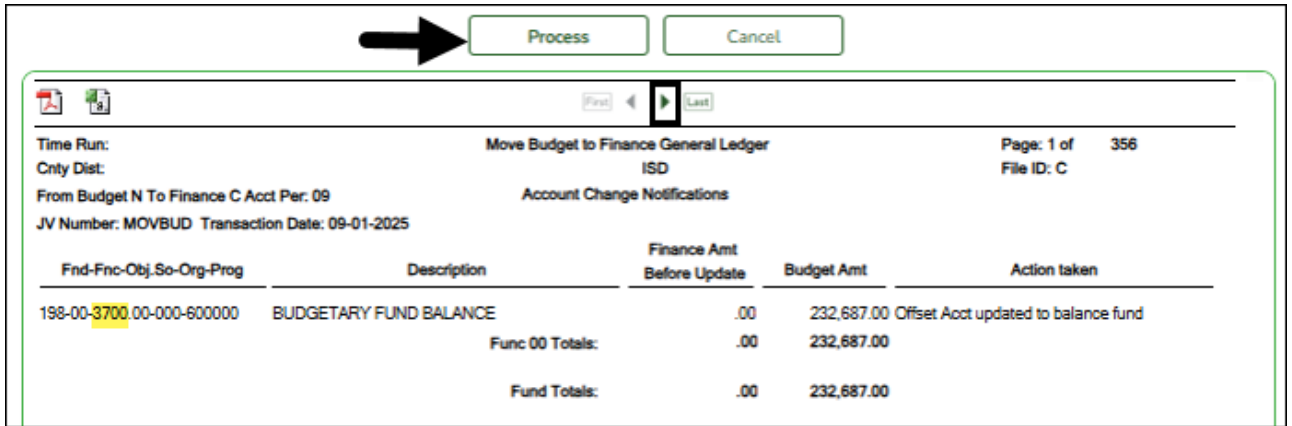 Process Cancel
First Last
Time Run: Move Budget to Finance General Ledger Page: 1 of 356
Cnty Dist: ISD File ID: C
From Budget N To Finance C Acct Per: 09 Account Change Notifications
JV Number: MOVBUD Transaction Date: 09-01-2025
Finance Amt
Fnd-Fnc-Obj.So-Org-Prog Description Before Update Budget Amt Action taken
198-00-3700.00-000-600000 BUDGETARY FUND BALANCE .00 232,687.00 Offset Acct updated to balance fund
Func 00 Totals: .00 232,687.00
Fund Totals: .00 232,687.00